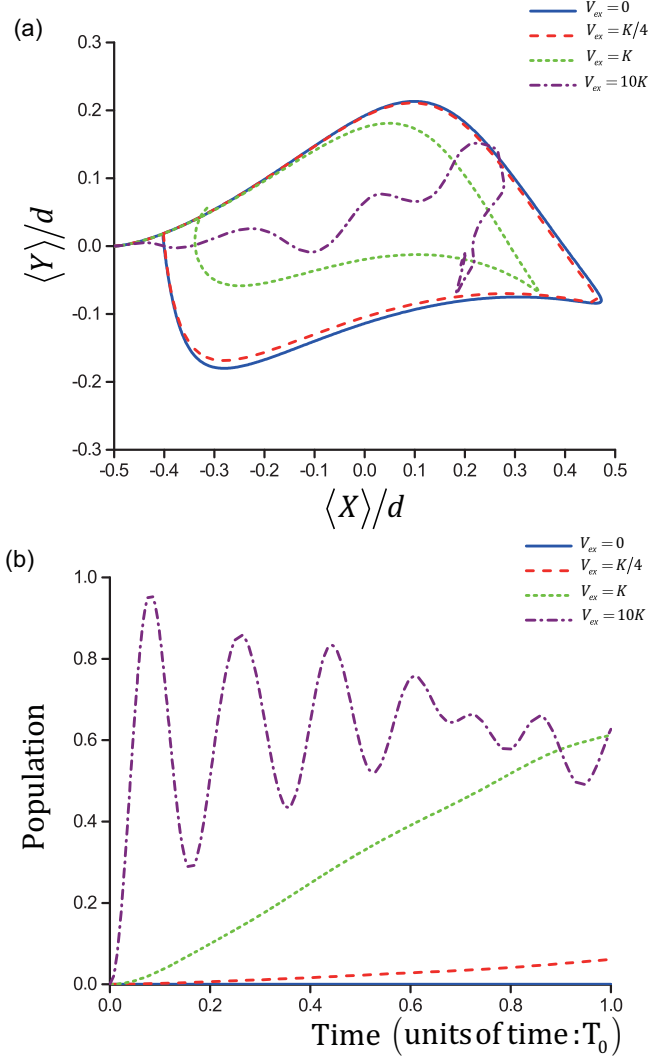 (a)
V_ex = 0
V_ex = K/4
V_ex = K
V_ex = 10K
0.3
0.2
0.1
0.0
-0.1
-0.2
-0.3
⟨Y⟩/d
-0.5 -0.4 -0.3 -0.2 -0.1 0.0 0.1 0.2 0.3 0.4 0.5
⟨X⟩/d
(b)
V_ex = 0
V_ex = K/4
V_ex = K
V_ex = 10K
1.0
0.8
0.6
0.4
0.2
0.0
Population
0.0 0.2 0.4 0.6 0.8 1.0
Time (units of time : T_0)